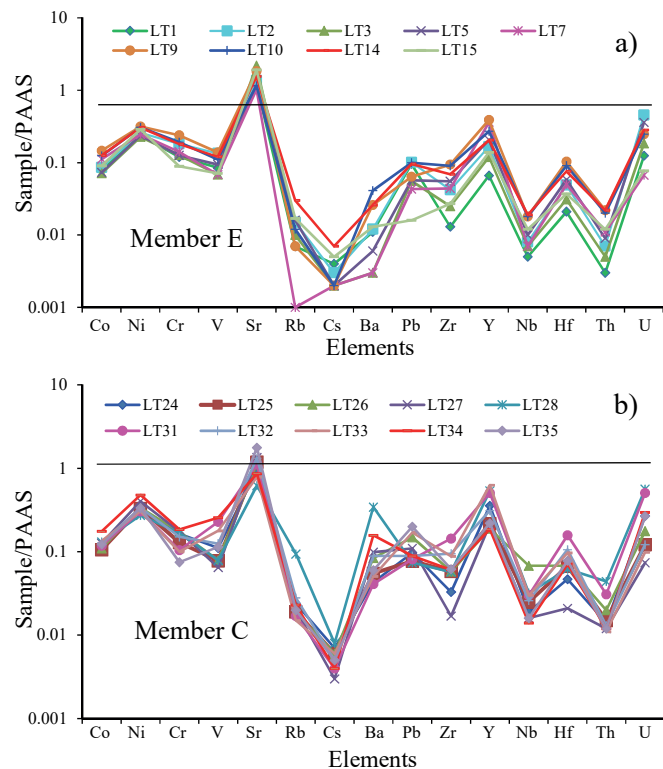 LT1 LT2 LT3 LT5 LT7
LT9 LT10 LT14 LT15
a)
10
1
0.1
0.01
0.001
Sample/PAAS
Member E
Co Ni Cr V Sr Rb Cs Ba Pb Zr Y Nb Hf Th U
Elements
LT24 LT25 LT26 LT27 LT28
LT31 LT32 LT33 LT34 LT35
b)
10
1
0.1
0.01
0.001
Sample/PAAS
Member C
Co Ni Cr V Sr Rb Cs Ba Pb Zr Y Nb Hf Th U
Elements